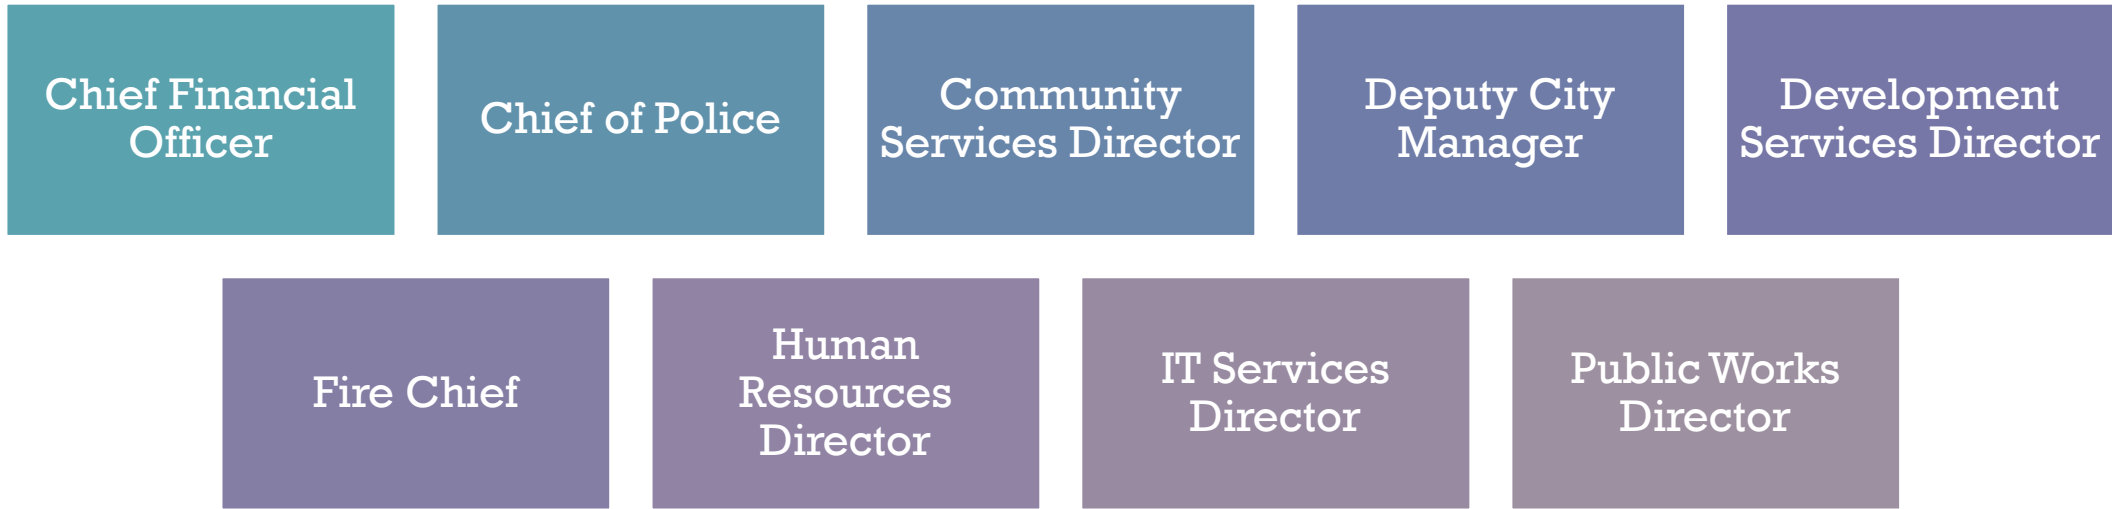 Chief Financial
Officer
Chief of Police
Community
Services Director
Deputy City
Manager
Development
Services Director
Fire Chief
Human
Resources
Director
IT Services
Director
Public Works
Director